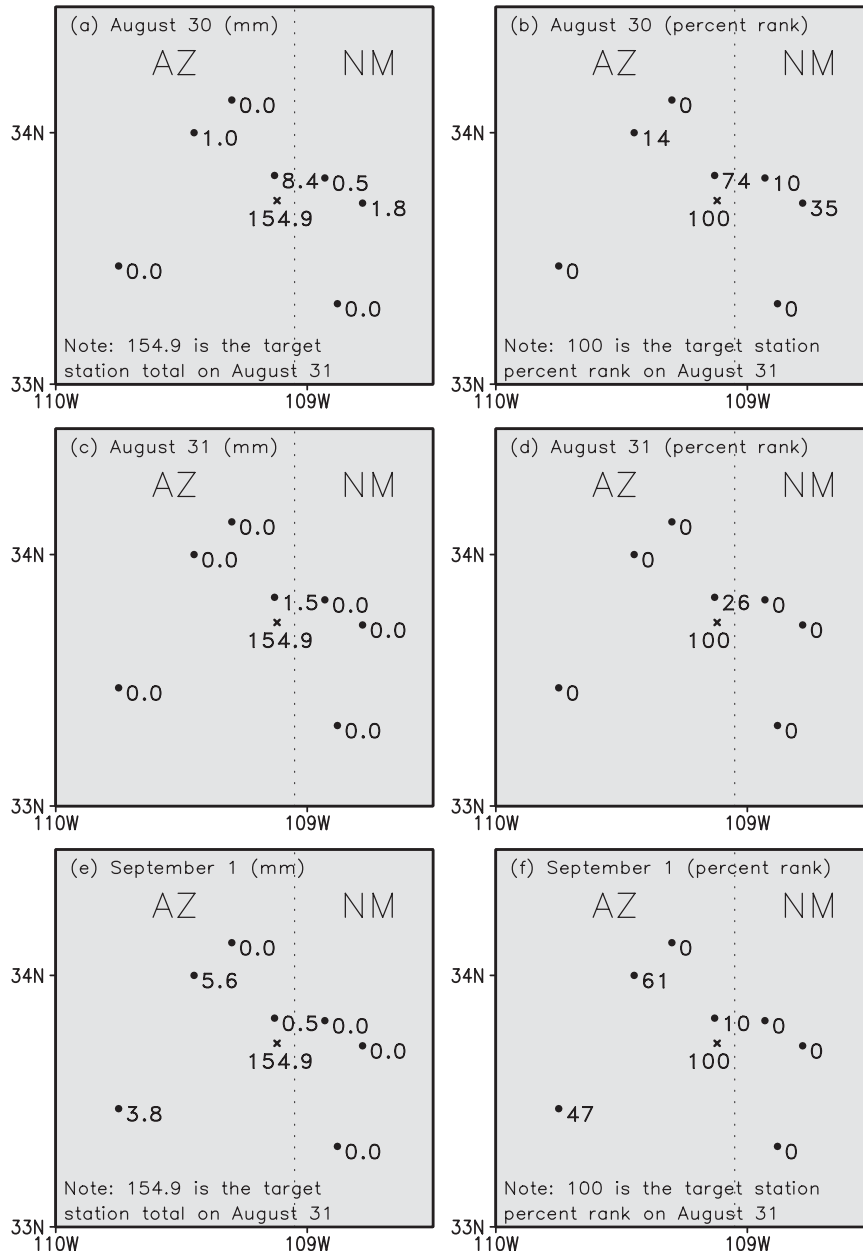 (a) August 30 (mm)
AZ NM
0.0
34N
1.0
8.4 0.5
154.9 1.8
0.0
0.0
Note: 154.9 is the target
station total on August 31
33N
110W 109W
(b) August 30 (percent rank)
AZ NM
0
34N
14
74 10
100 35
0
0
Note: 100 is the target station
percent rank on August 31
33N
110W 109W
(c) August 31 (mm)
AZ NM
0.0
34N
0.0
1.5 0.0
154.9 0.0
0.0
0.0
33N
110W 109W
(d) August 31 (percent rank)
AZ NM
0
34N
0
26 0
100 0
0
0
33N
110W 109W
(e) September 1 (mm)
AZ NM
0.0
34N
5.6
0.5 0.0
154.9 0.0
3.8
0.0
Note: 154.9 is the target
station total on August 31
33N
110W 109W
(f) September 1 (percent rank)
AZ NM
0
34N
61
10 0
100 0
47
0
Note: 100 is the target station
percent rank on August 31
33N
110W 109W